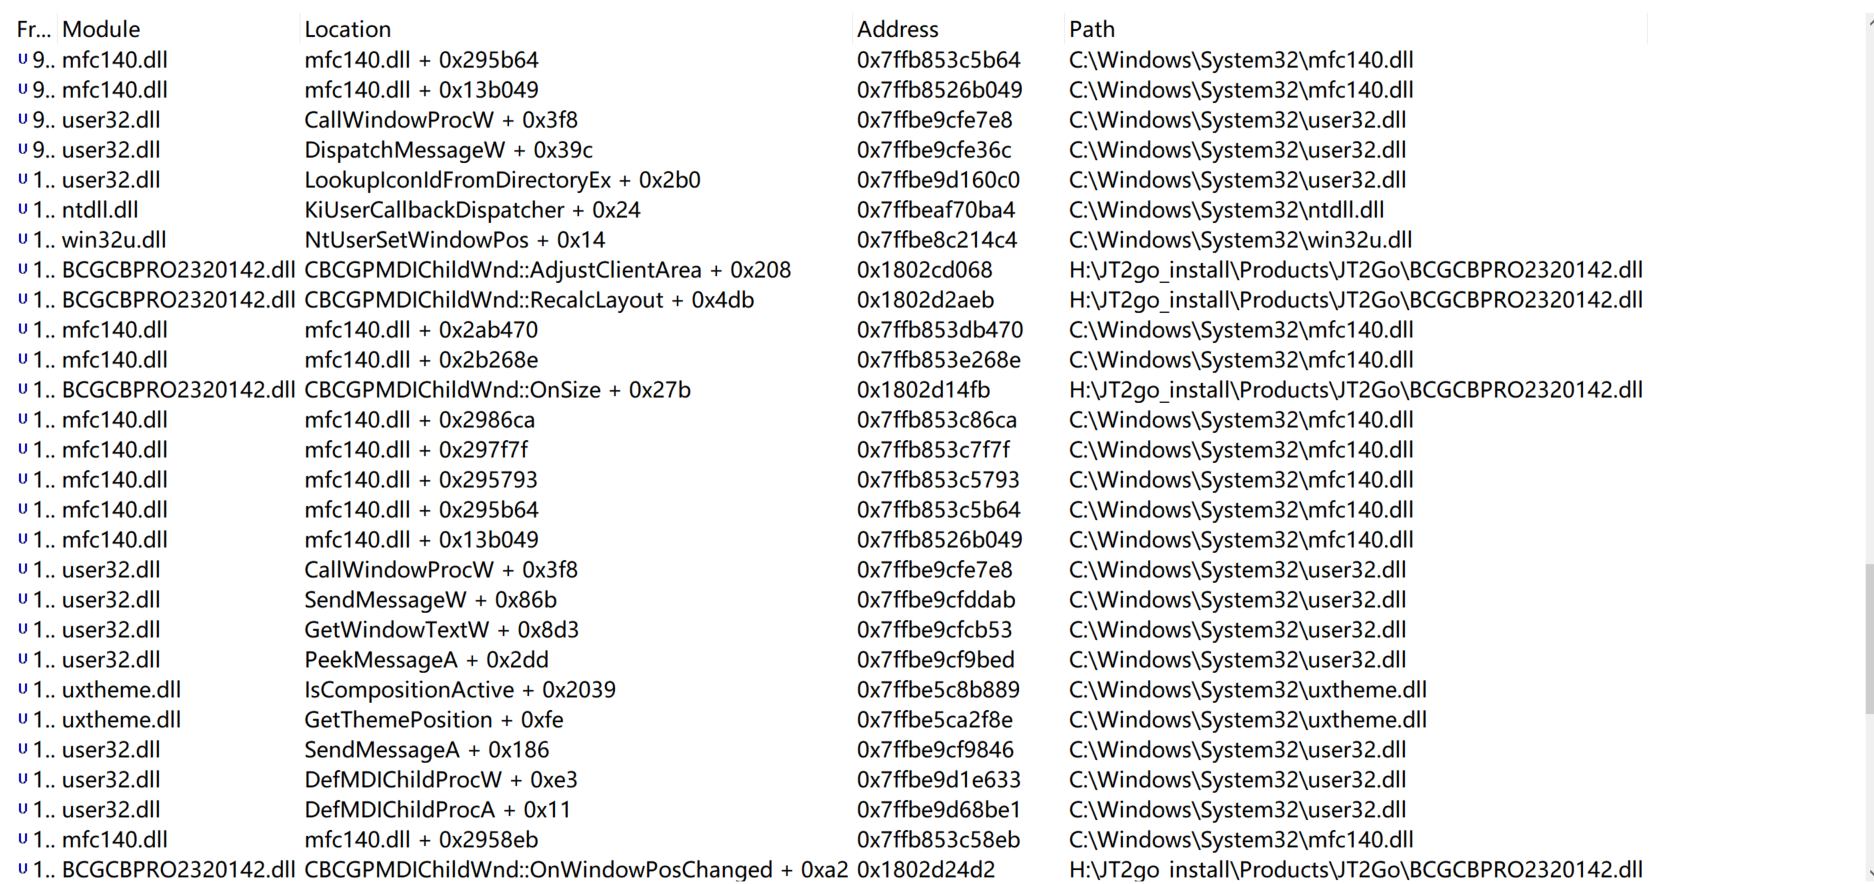 Fr... Module Location Address Path
U 9.. mfc140.dll mfc140.dll + 0x295b64 0x7ffb853c5b64 C:\Windows\System32\mfc140.dll
U 9.. mfc140.dll mfc140.dll + 0x13b049 0x7ffb8526b049 C:\Windows\System32\mfc140.dll
U 9.. user32.dll CallWindowProcW + 0x3f8 0x7ffbe9cfe7e8 C:\Windows\System32\user32.dll
U 9.. user32.dll DispatchMessageW + 0x39c 0x7ffbe9cfe36c C:\Windows\System32\user32.dll
U 1.. user32.dll LookupIconIdFromDirectoryEx + 0x2b0 0x7ffbe9d160c0 C:\Windows\System32\user32.dll
U 1.. ntdll.dll KiUserCallbackDispatcher + 0x24 0x7ffbeaf70ba4 C:\Windows\System32\ntdll.dll
U 1.. win32u.dll NtUserSetWindowPos + 0x14 0x7ffbe8c214c4 C:\Windows\System32\win32u.dll
U 1.. BCGCBPRO2320142.dll CBCGPMDIChildWnd::AdjustClientArea + 0x208 0x1802cd068 H:\JT2go_install\Products\JT2Go\BCGCBPRO2320142.dll
U 1.. BCGCBPRO2320142.dll CBCGPMDIChildWnd::RecalcLayout + 0x4db 0x1802d2aeb H:\JT2go_install\Products\JT2Go\BCGCBPRO2320142.dll
U 1.. mfc140.dll mfc140.dll + 0x2ab470 0x7ffb853db470 C:\Windows\System32\mfc140.dll
U 1.. mfc140.dll mfc140.dll + 0x2b268e 0x7ffb853e268e C:\Windows\System32\mfc140.dll
U 1.. BCGCBPRO2320142.dll CBCGPMDIChildWnd::OnSize + 0x27b 0x1802d14fb H:\JT2go_install\Products\JT2Go\BCGCBPRO2320142.dll
U 1.. mfc140.dll mfc140.dll + 0x2986ca 0x7ffb853c86ca C:\Windows\System32\mfc140.dll
U 1.. mfc140.dll mfc140.dll + 0x297f7f 0x7ffb853c7f7f C:\Windows\System32\mfc140.dll
U 1.. mfc140.dll mfc140.dll + 0x295793 0x7ffb853c5793 C:\Windows\System32\mfc140.dll
U 1.. mfc140.dll mfc140.dll + 0x295b64 0x7ffb853c5b64 C:\Windows\System32\mfc140.dll
U 1.. mfc140.dll mfc140.dll + 0x13b049 0x7ffb8526b049 C:\Windows\System32\mfc140.dll
U 1.. user32.dll CallWindowProcW + 0x3f8 0x7ffbe9cfe7e8 C:\Windows\System32\user32.dll
U 1.. user32.dll SendMessageW + 0x86b 0x7ffbe9cfddab C:\Windows\System32\user32.dll
U 1.. user32.dll GetWindowTextW + 0x8d3 0x7ffbe9cfcb53 C:\Windows\System32\user32.dll
U 1.. user32.dll PeekMessageA + 0x2dd 0x7ffbe9cf9bed C:\Windows\System32\user32.dll
U 1.. uxtheme.dll IsCompositionActive + 0x2039 0x7ffbe5c8b889 C:\Windows\System32\uxtheme.dll
U 1.. uxtheme.dll GetThemePosition + 0xfe 0x7ffbe5ca2f8e C:\Windows\System32\uxtheme.dll
U 1.. user32.dll SendMessageA + 0x186 0x7ffbe9cf9846 C:\Windows\System32\user32.dll
U 1.. user32.dll DefMDIChildProcW + 0xe3 0x7ffbe9d1e633 C:\Windows\System32\user32.dll
U 1.. user32.dll DefMDIChildProcA + 0x11 0x7ffbe9d68be1 C:\Windows\System32\user32.dll
U 1.. mfc140.dll mfc140.dll + 0x2958eb 0x7ffb853c58eb C:\Windows\System32\mfc140.dll
U 1.. BCGCBPRO2320142.dll CBCGPMDIChildWnd::OnWindowPosChanged + 0xa2 0x1802d24d2 H:\JT2go_install\Products\JT2Go\BCGCBPRO2320142.dll